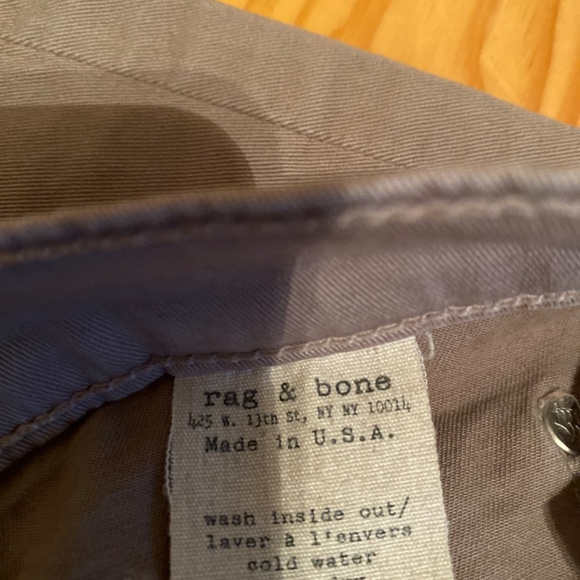 rag & bone
425 W. 13th St, NY NY 10014
Made in U.S.A.
wash inside out/
laver à l'envers
cold water